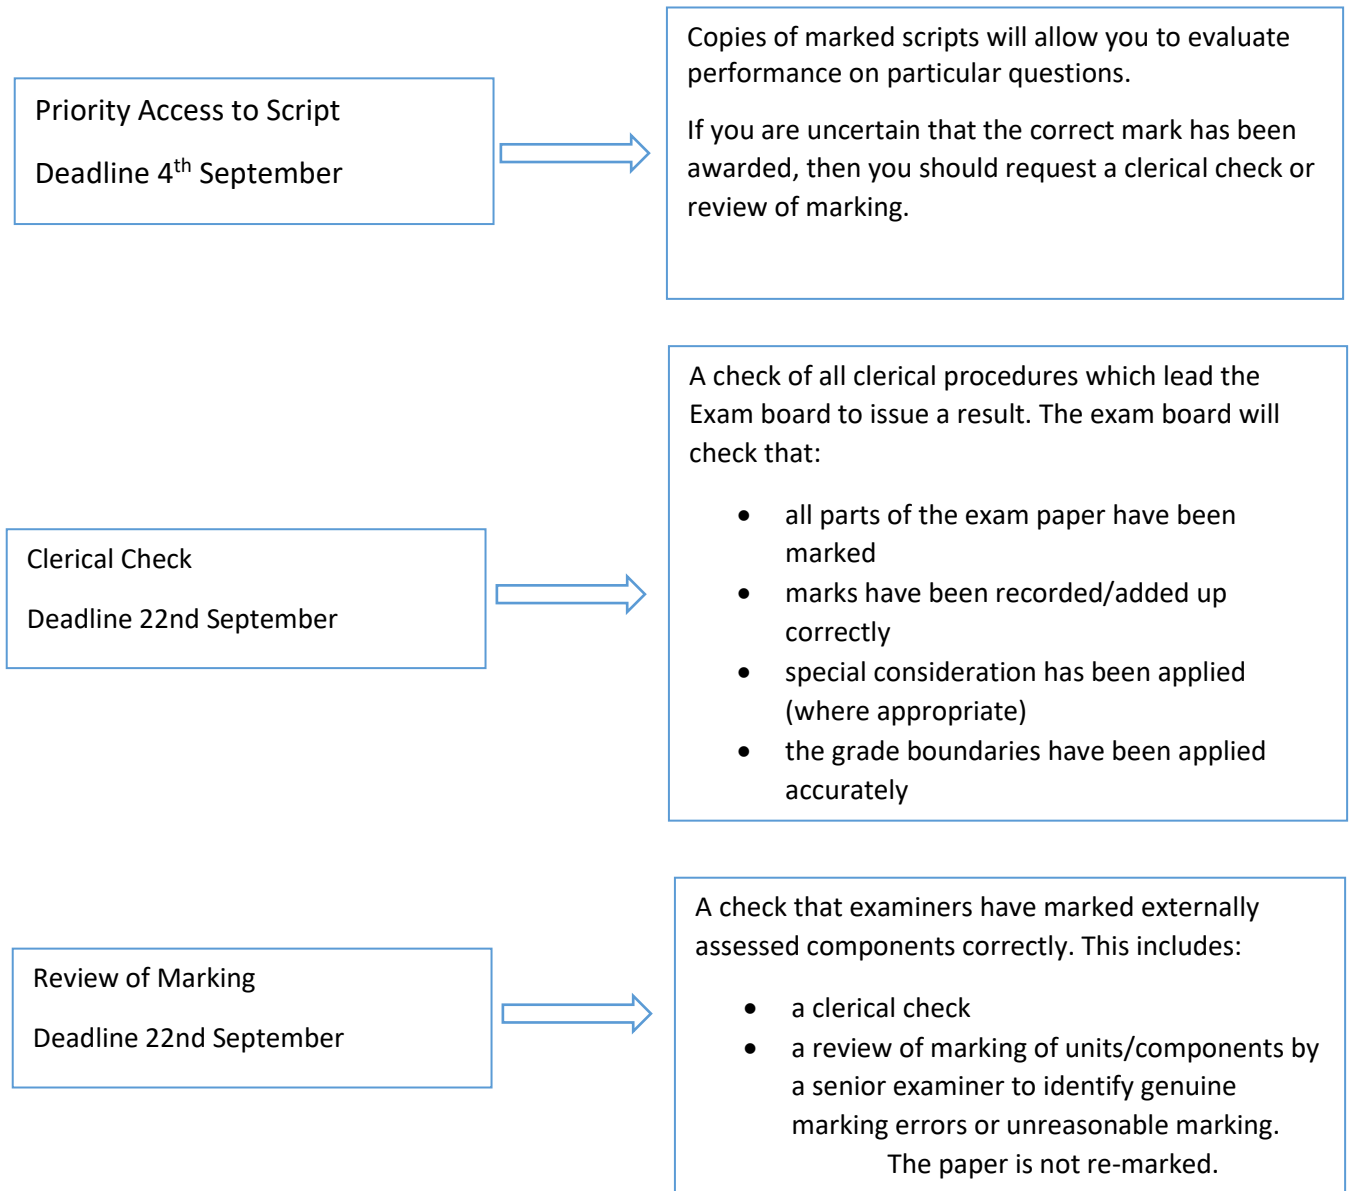 Priority Access to Script
Deadline 4th September
Copies of marked scripts will allow you to evaluate
performance on particular questions.
If you are uncertain that the correct mark has been
awarded, then you should request a clerical check or
review of marking.
Clerical Check
Deadline 22nd September
A check of all clerical procedures which lead the
Exam board to issue a result. The exam board will
check that:
• all parts of the exam paper have been
marked
• marks have been recorded/added up
correctly
• special consideration has been applied
(where appropriate)
• the grade boundaries have been applied
accurately
Review of Marking
Deadline 22nd September
A check that examiners have marked externally
assessed components correctly. This includes:
• a clerical check
• a review of marking of units/components by
a senior examiner to identify genuine
marking errors or unreasonable marking.
The paper is not re-marked.